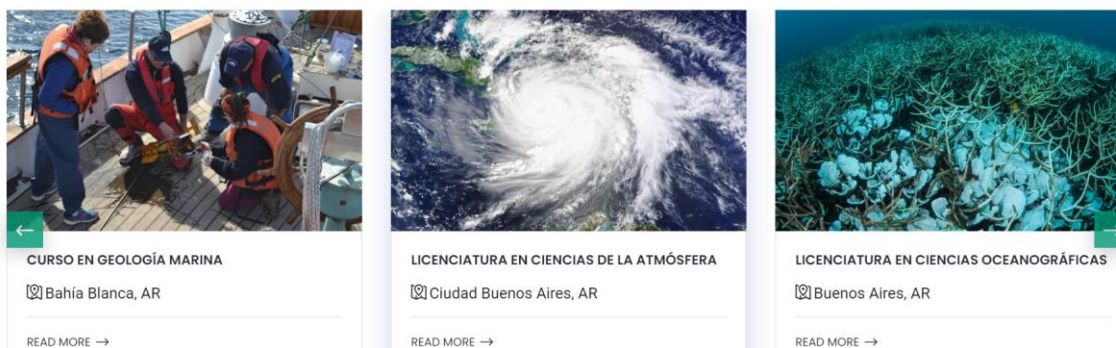 CURSO EN GEOLOGÍA MARINA
Bahía Blanca, AR
READ MORE →
LICENCIATURA EN CIENCIAS DE LA ATMÓSFERA
Ciudad Buenos Aires, AR
READ MORE →
LICENCIATURA EN CIENCIAS OCEANOGRÁFICAS
Buenos Aires, AR
READ MORE →